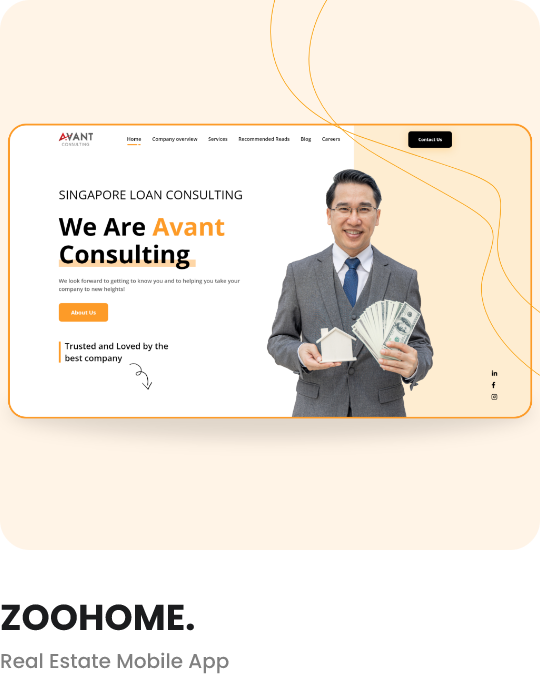 AVANT
CONSULTING
Home Company overview Services Recommended Reads Blog Careers Contact Us
SINGAPORE LOAN CONSULTING
We Are Avant
Consulting
We look forward to getting to know you and to helping you take your
company to new heights!
About Us
Trusted and Loved by the
best company
ZOOHOME.
Real Estate Mobile App